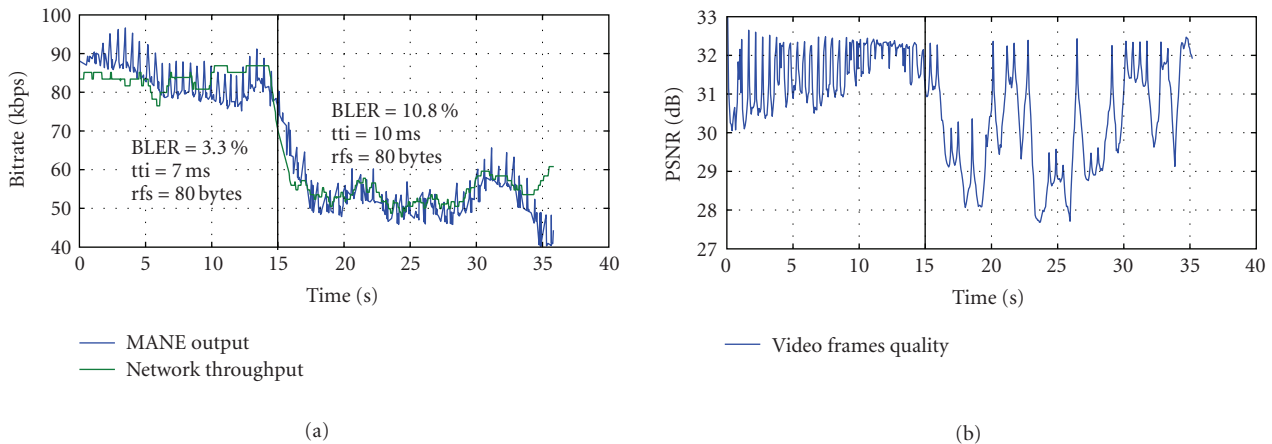 100
90
80
70
60
50
40
Bitrate (kbps)
BLER = 3.3 %
tti = 7 ms
rfs = 80 bytes
BLER = 10.8 %
tti = 10 ms
rfs = 80 bytes
0 5 10 15 20 25 30 35 40
Time (s)
MANE output
Network throughput
(a)
33
32
31
30
29
28
27
PSNR (dB)
0 5 10 15 20 25 30 35 40
Time (s)
Video frames quality
(b)